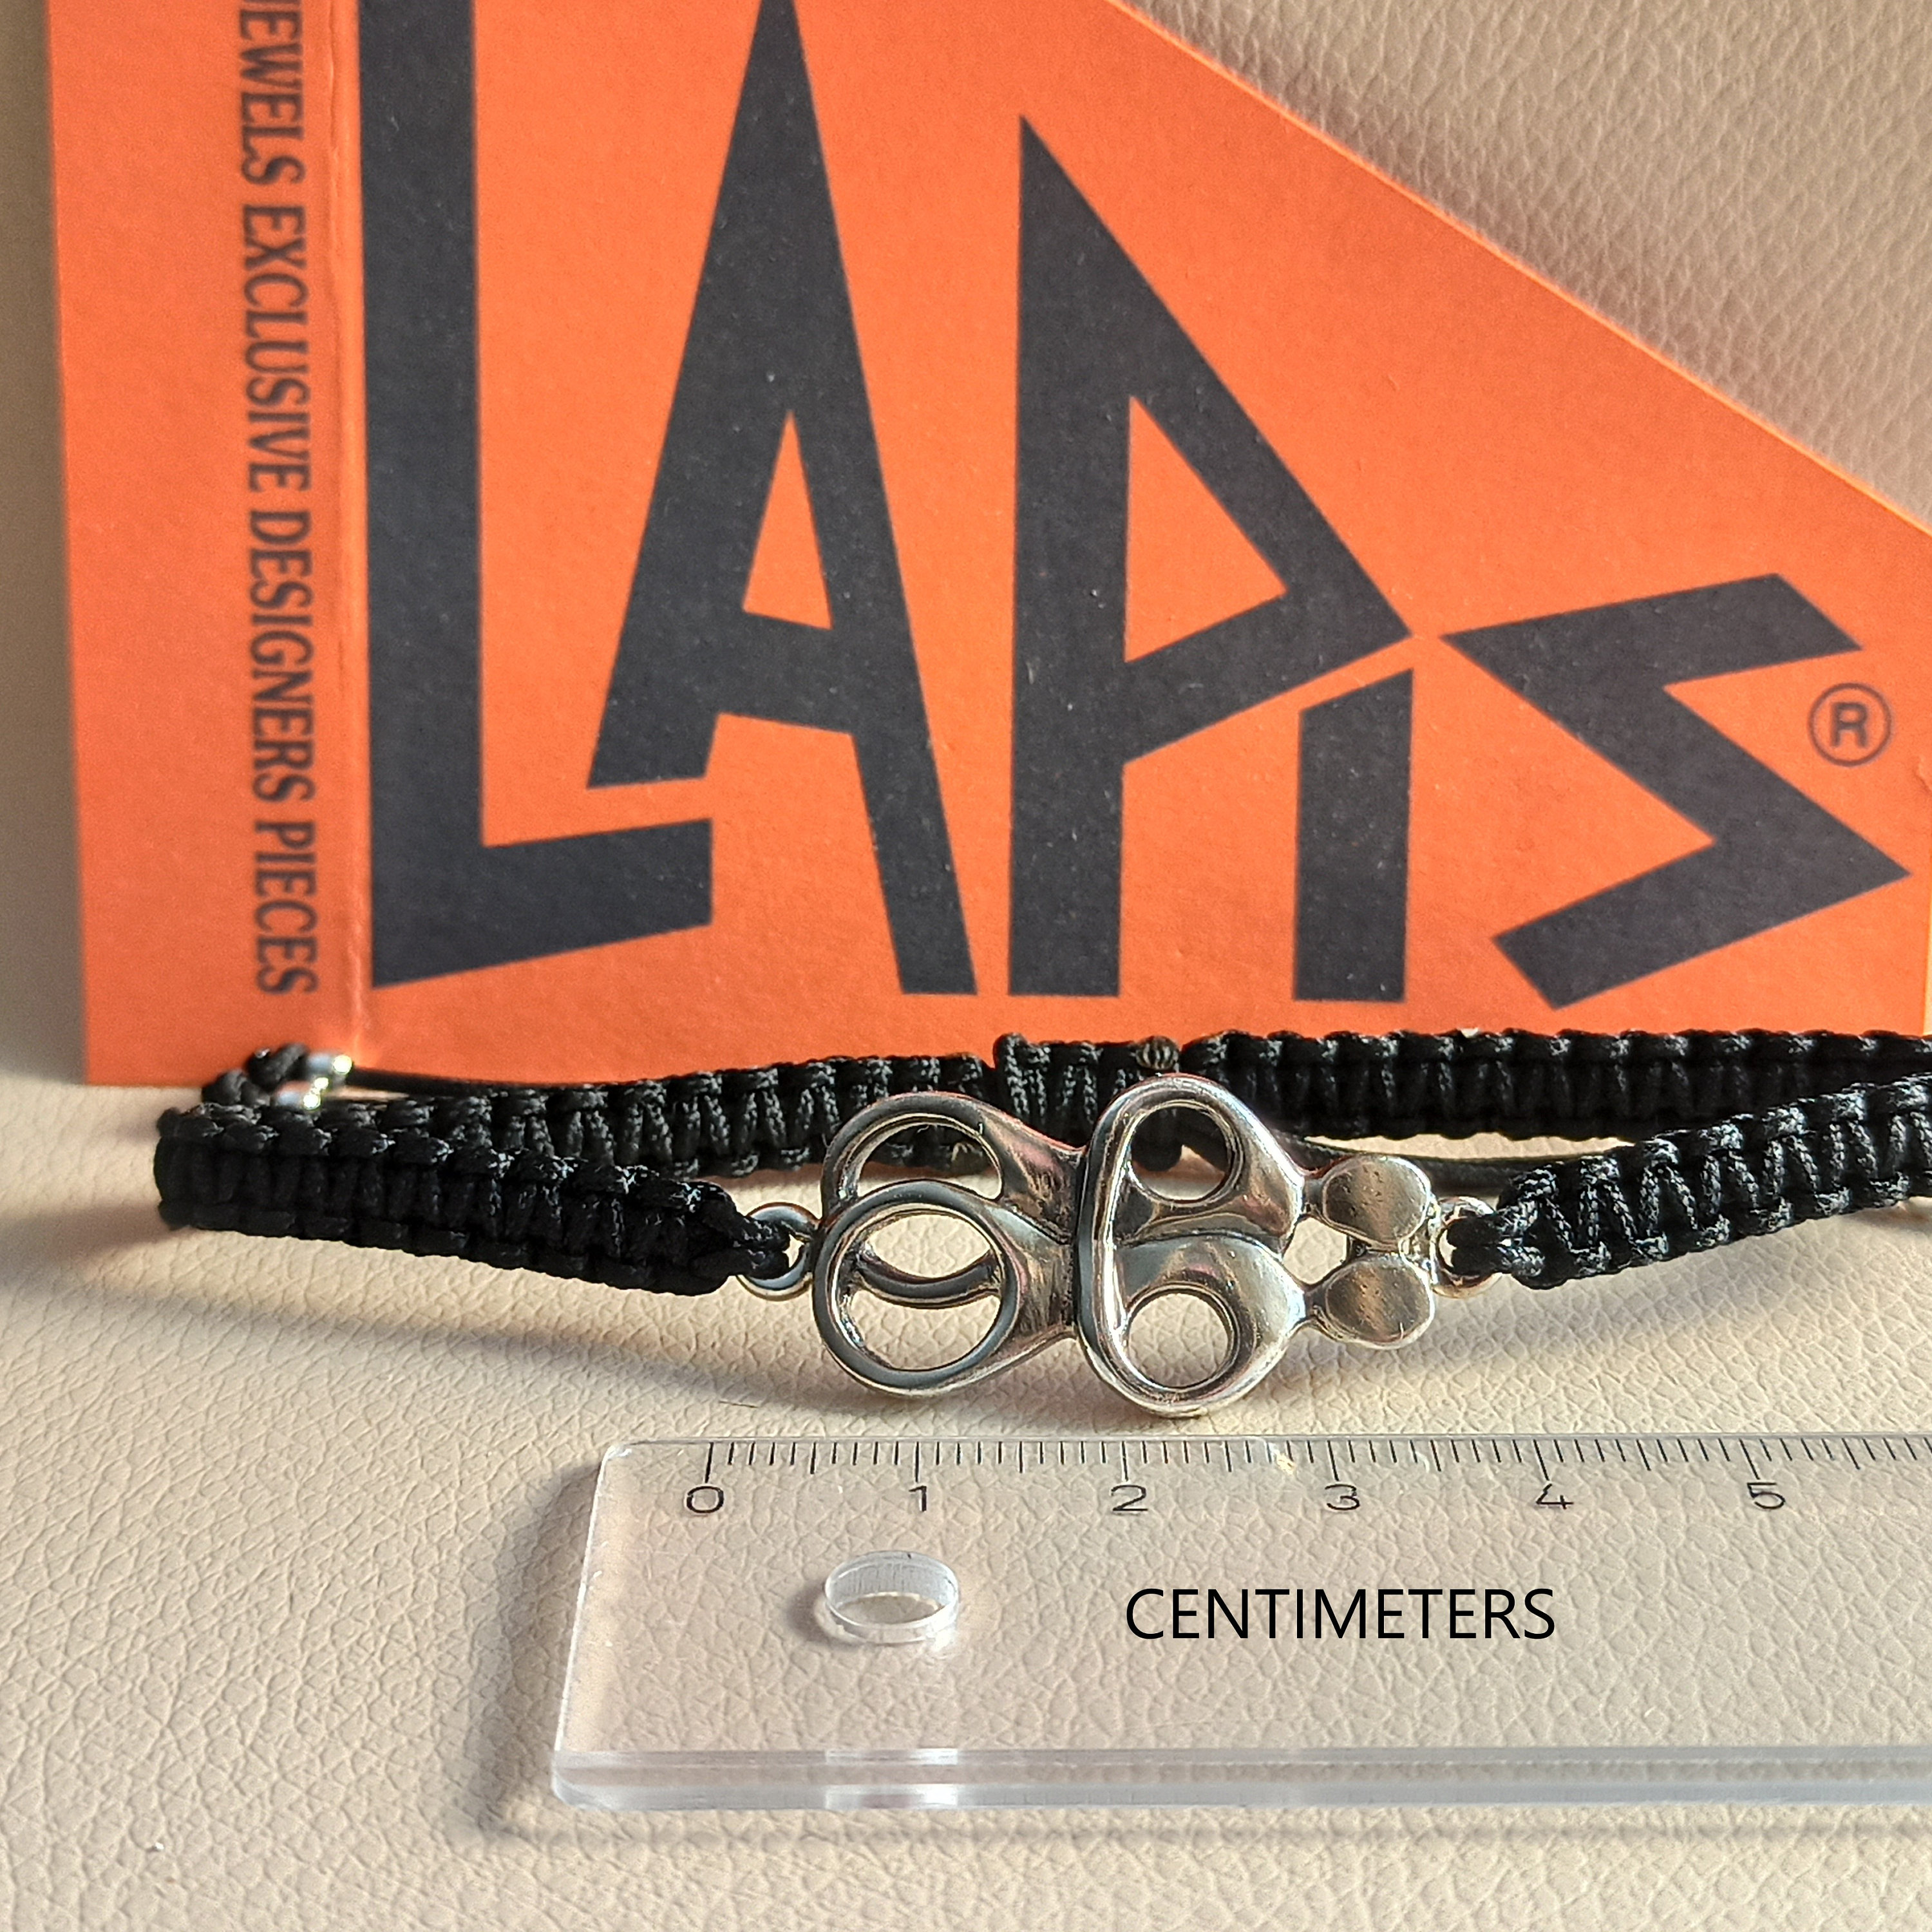 JEWELS EXCLUSIVE DESIGNERS PIECES
LAPIS ®
0 1 2 3 4 5
CENTIMETERS